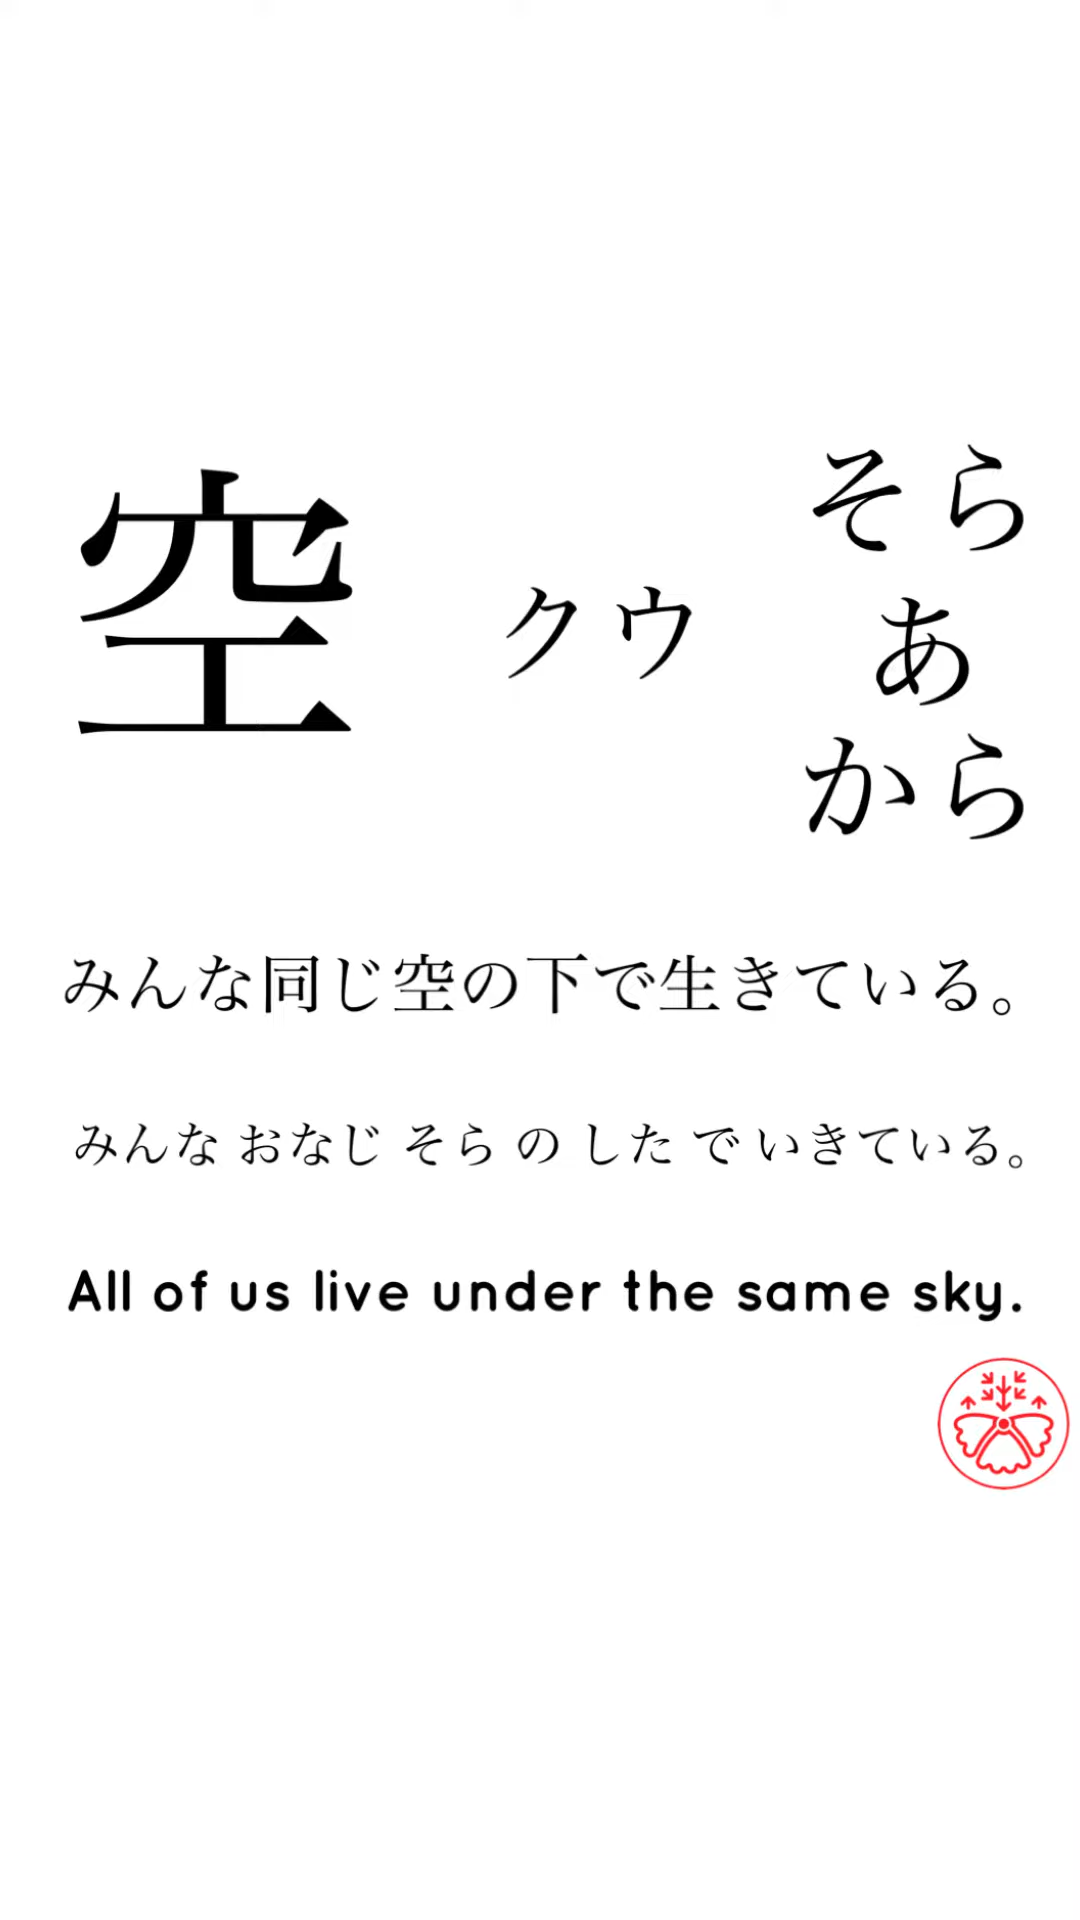 空
クウ
そら
あ
から
みんな同じ空の下で生きている。
みんな おなじ そら の した で いきている。
All of us live under the same sky.